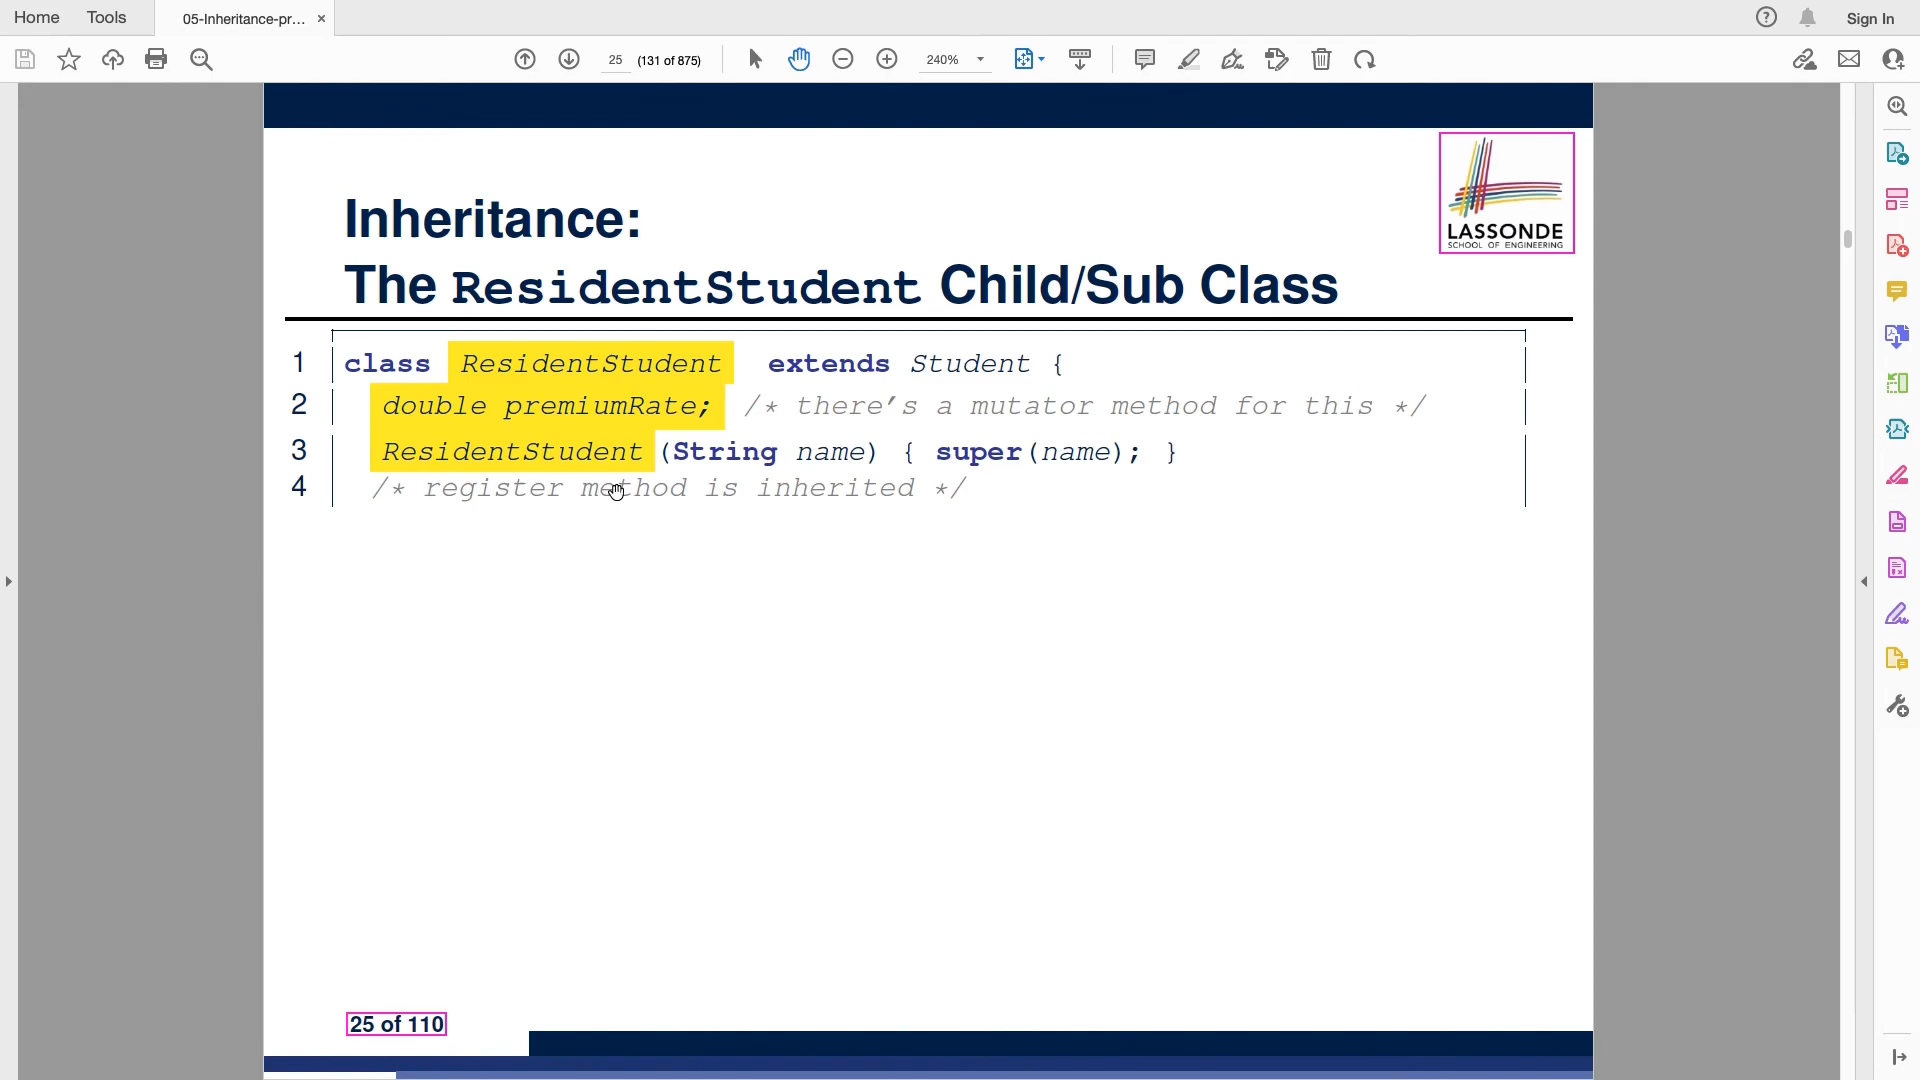 Home Tools 05-Inheritance-pr... × Sign In
25 (131 of 875) 240%
LASSONDE
SCHOOL OF ENGINEERING
Inheritance:
The ResidentStudent Child/Sub Class
1 class ResidentStudent extends Student {
2 double premiumRate; /* there’s a mutator method for this */
3 ResidentStudent (String name) { super(name); }
4 /* register method is inherited */
25 of 110